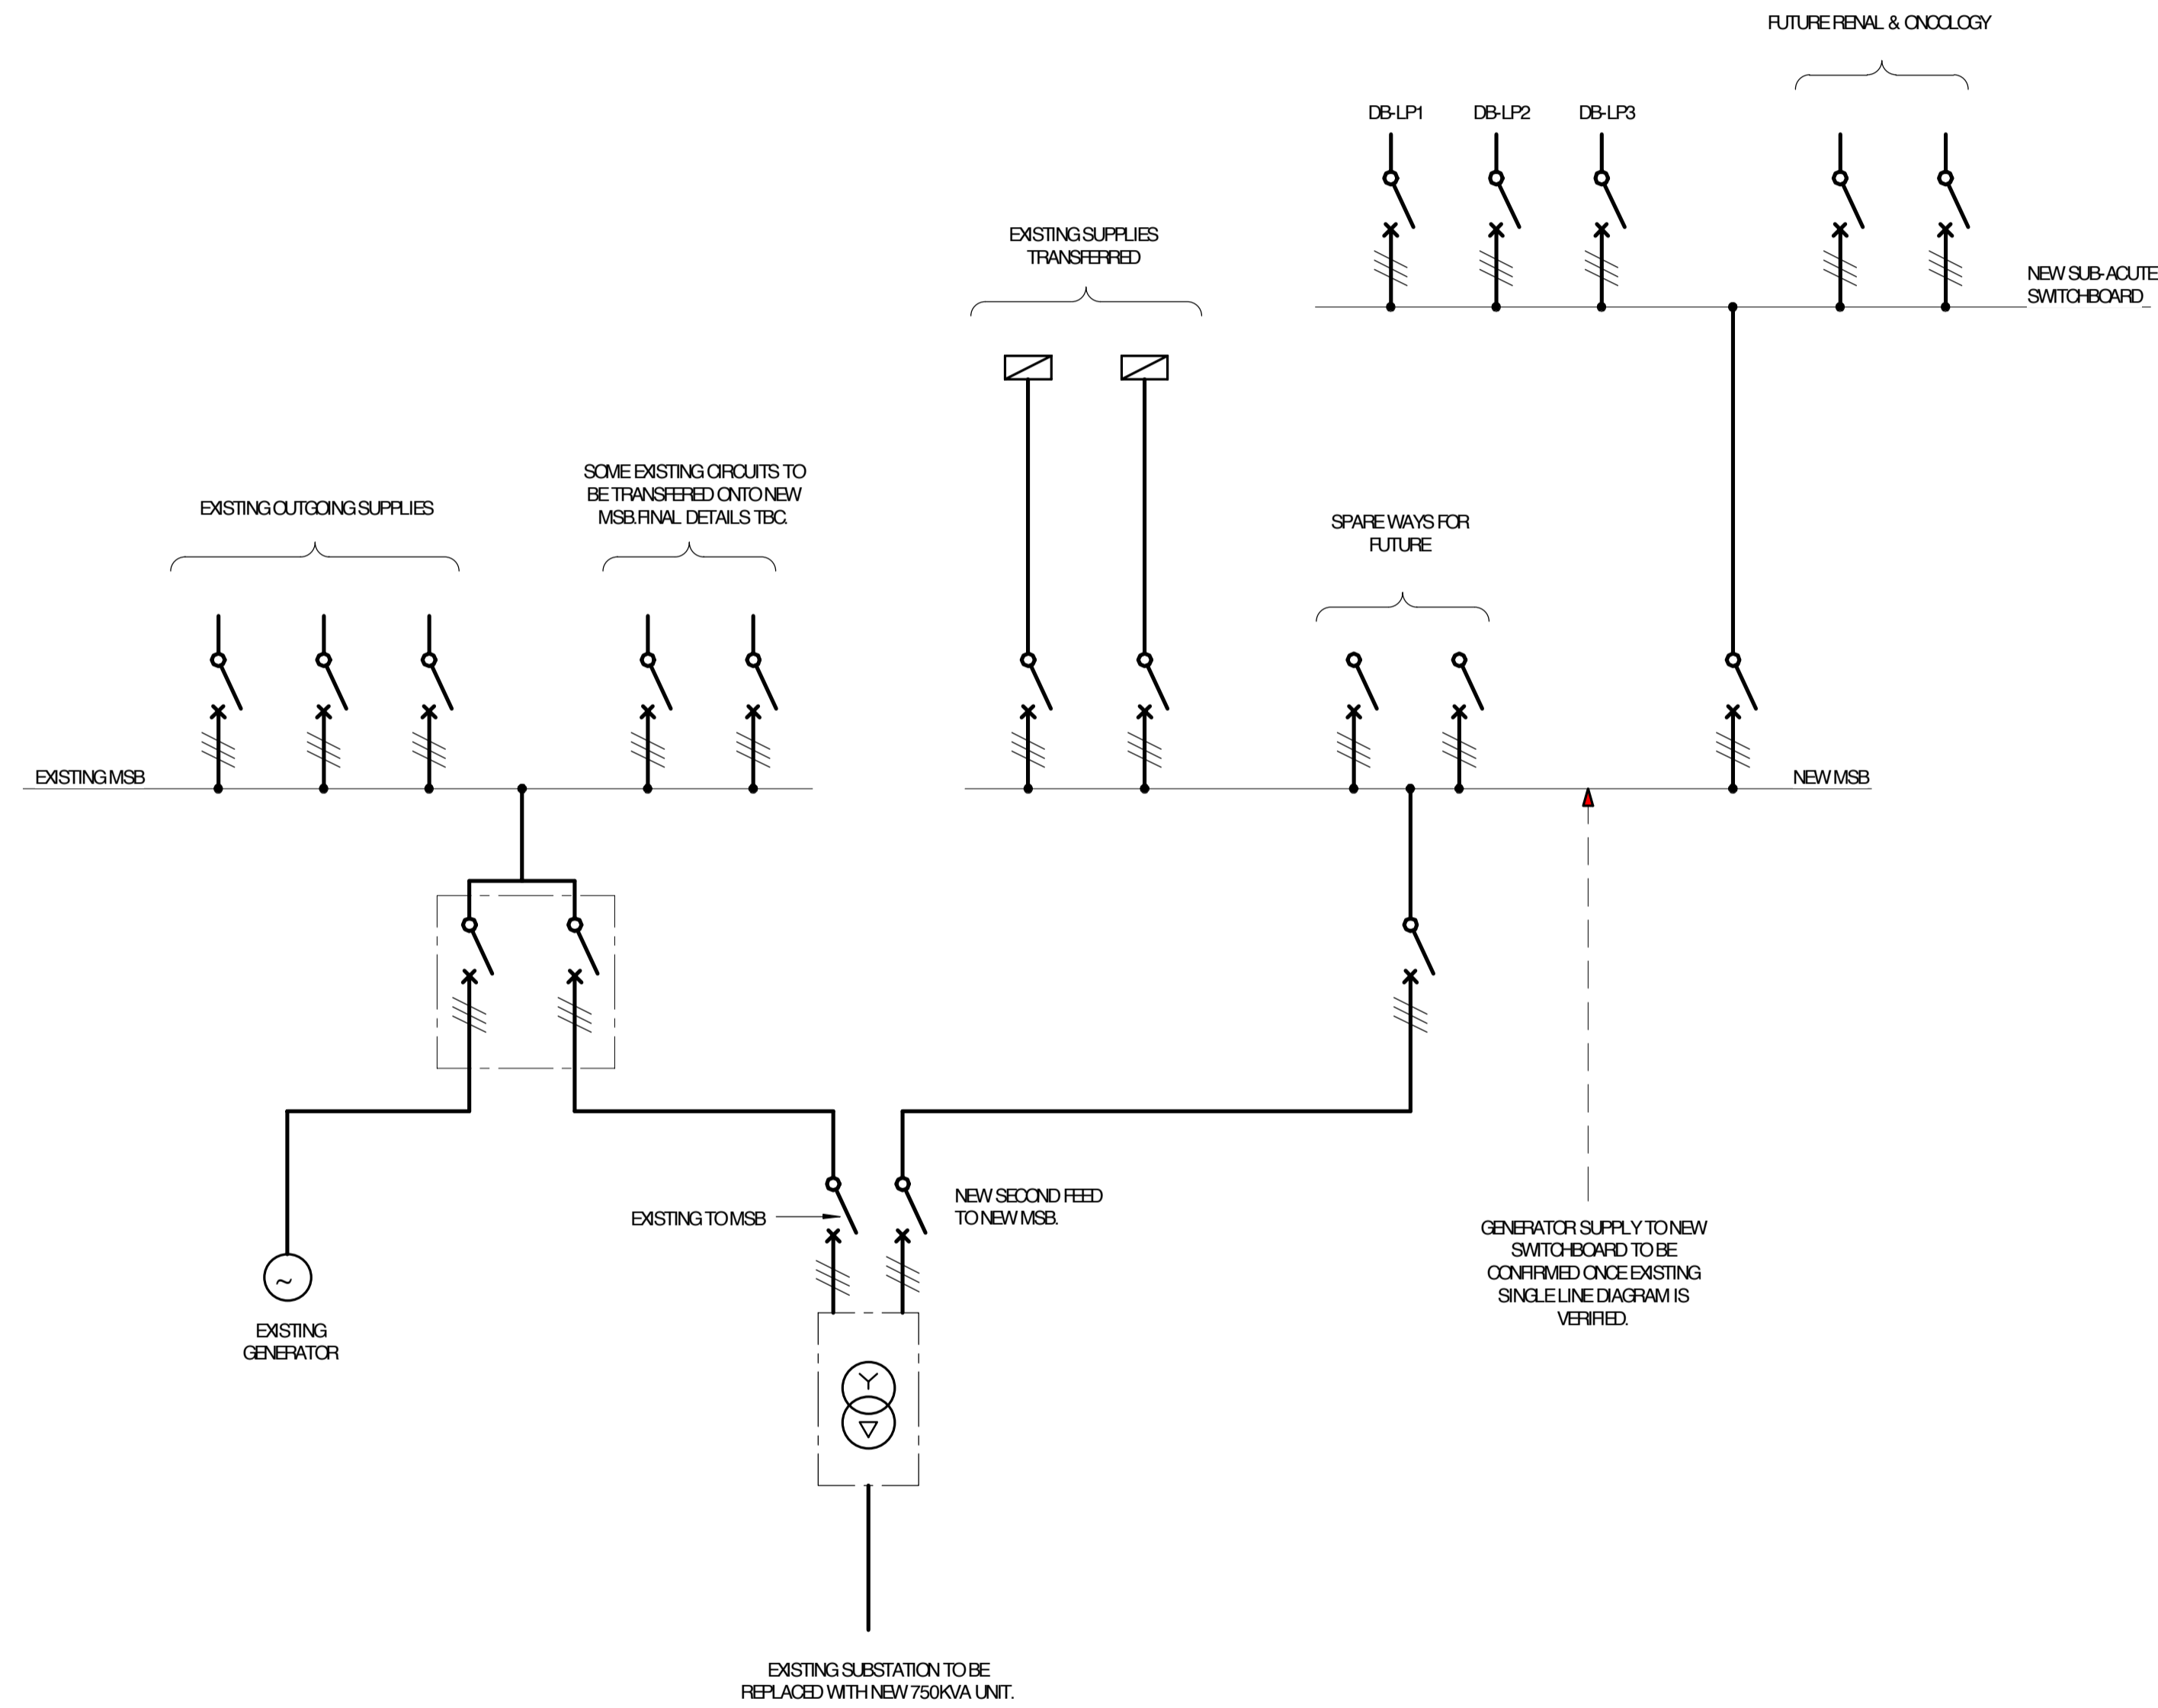 FUTURE RENAL & ONCOLOGY
DB-LP1
DB-LP2
DB-LP3
EXISTING SUPPLIES
TRANSFERRED
NEW SUB-ACUTE
SWITCHBOARD
SOME EXISTING CIRCUITS TO
BE TRANSFERED ONTO NEW
MSB. FINAL DETAILS TBC.
EXISTING OUTGOING SUPPLIES
SPARE WAYS FOR
FUTURE
EXISTING MSB
NEW MSB
EXISTING TO MSB
NEW SECOND FEED
TO NEW MSB.
GENERATOR SUPPLY TO NEW
SWITCHBOARD TO BE
CONFIRMED ONCE EXISTING
SINGLE LINE DIAGRAM IS
VERIFIED.
~
EXISTING
GENERATOR
EXISTING SUBSTATION TO BE
REPLACED WITH NEW 750KVA UNIT.